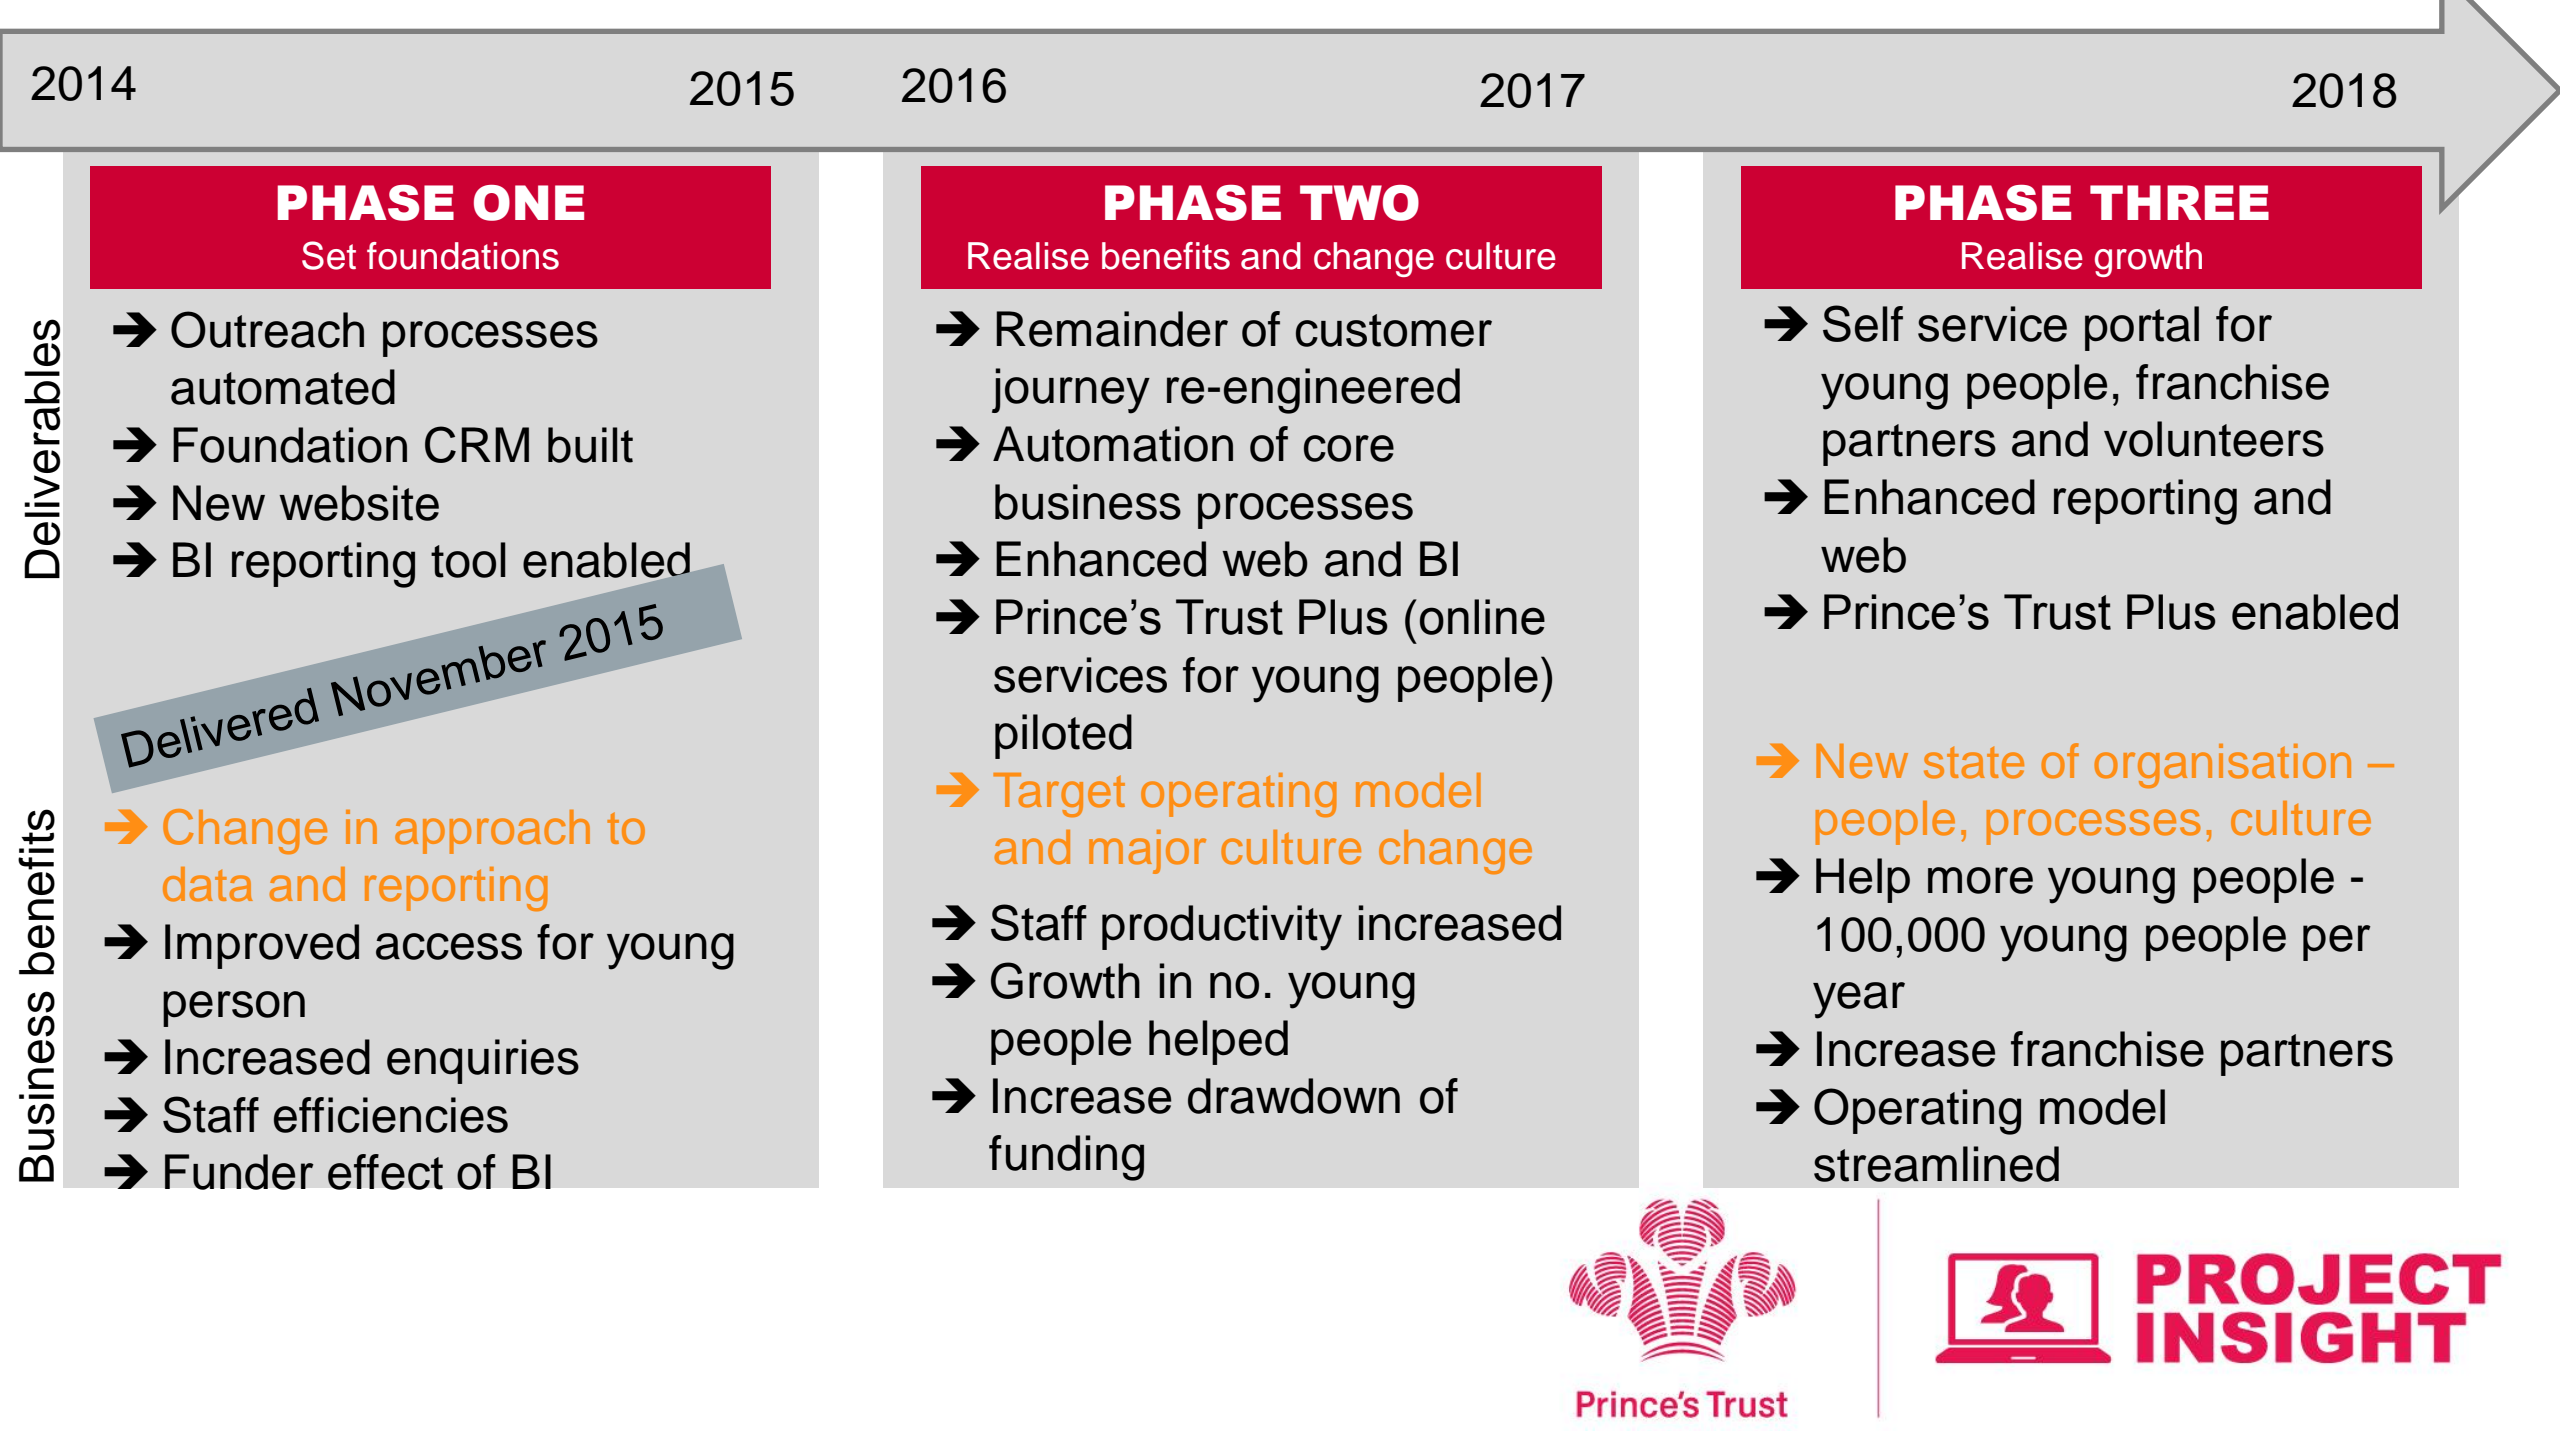 2014
2015
2016
2017
2018
Deliverables
Business benefits
PHASE ONE
Set foundations
➔ Outreach processes
automated
➔ Foundation CRM built
➔ New website
➔ BI reporting tool enabled
Delivered November 2015
➔ Change in approach to
data and reporting
➔ Improved access for young
person
➔ Increased enquiries
➔ Staff efficiencies
➔ Funder effect of BI
PHASE TWO
Realise benefits and change culture
➔ Remainder of customer
journey re-engineered
➔ Automation of core
business processes
➔ Enhanced web and BI
➔ Prince’s Trust Plus (online
services for young people)
piloted
➔ Target operating model
and major culture change
➔ Staff productivity increased
➔ Growth in no. young
people helped
➔ Increase drawdown of
funding
PHASE THREE
Realise growth
➔ Self service portal for
young people, franchise
partners and volunteers
➔ Enhanced reporting and
web
➔ Prince’s Trust Plus enabled
➔ New state of organisation –
people, processes, culture
➔ Help more young people -
100,000 young people per
year
➔ Increase franchise partners
➔ Operating model
streamlined
Prince’s Trust
PROJECT
INSIGHT